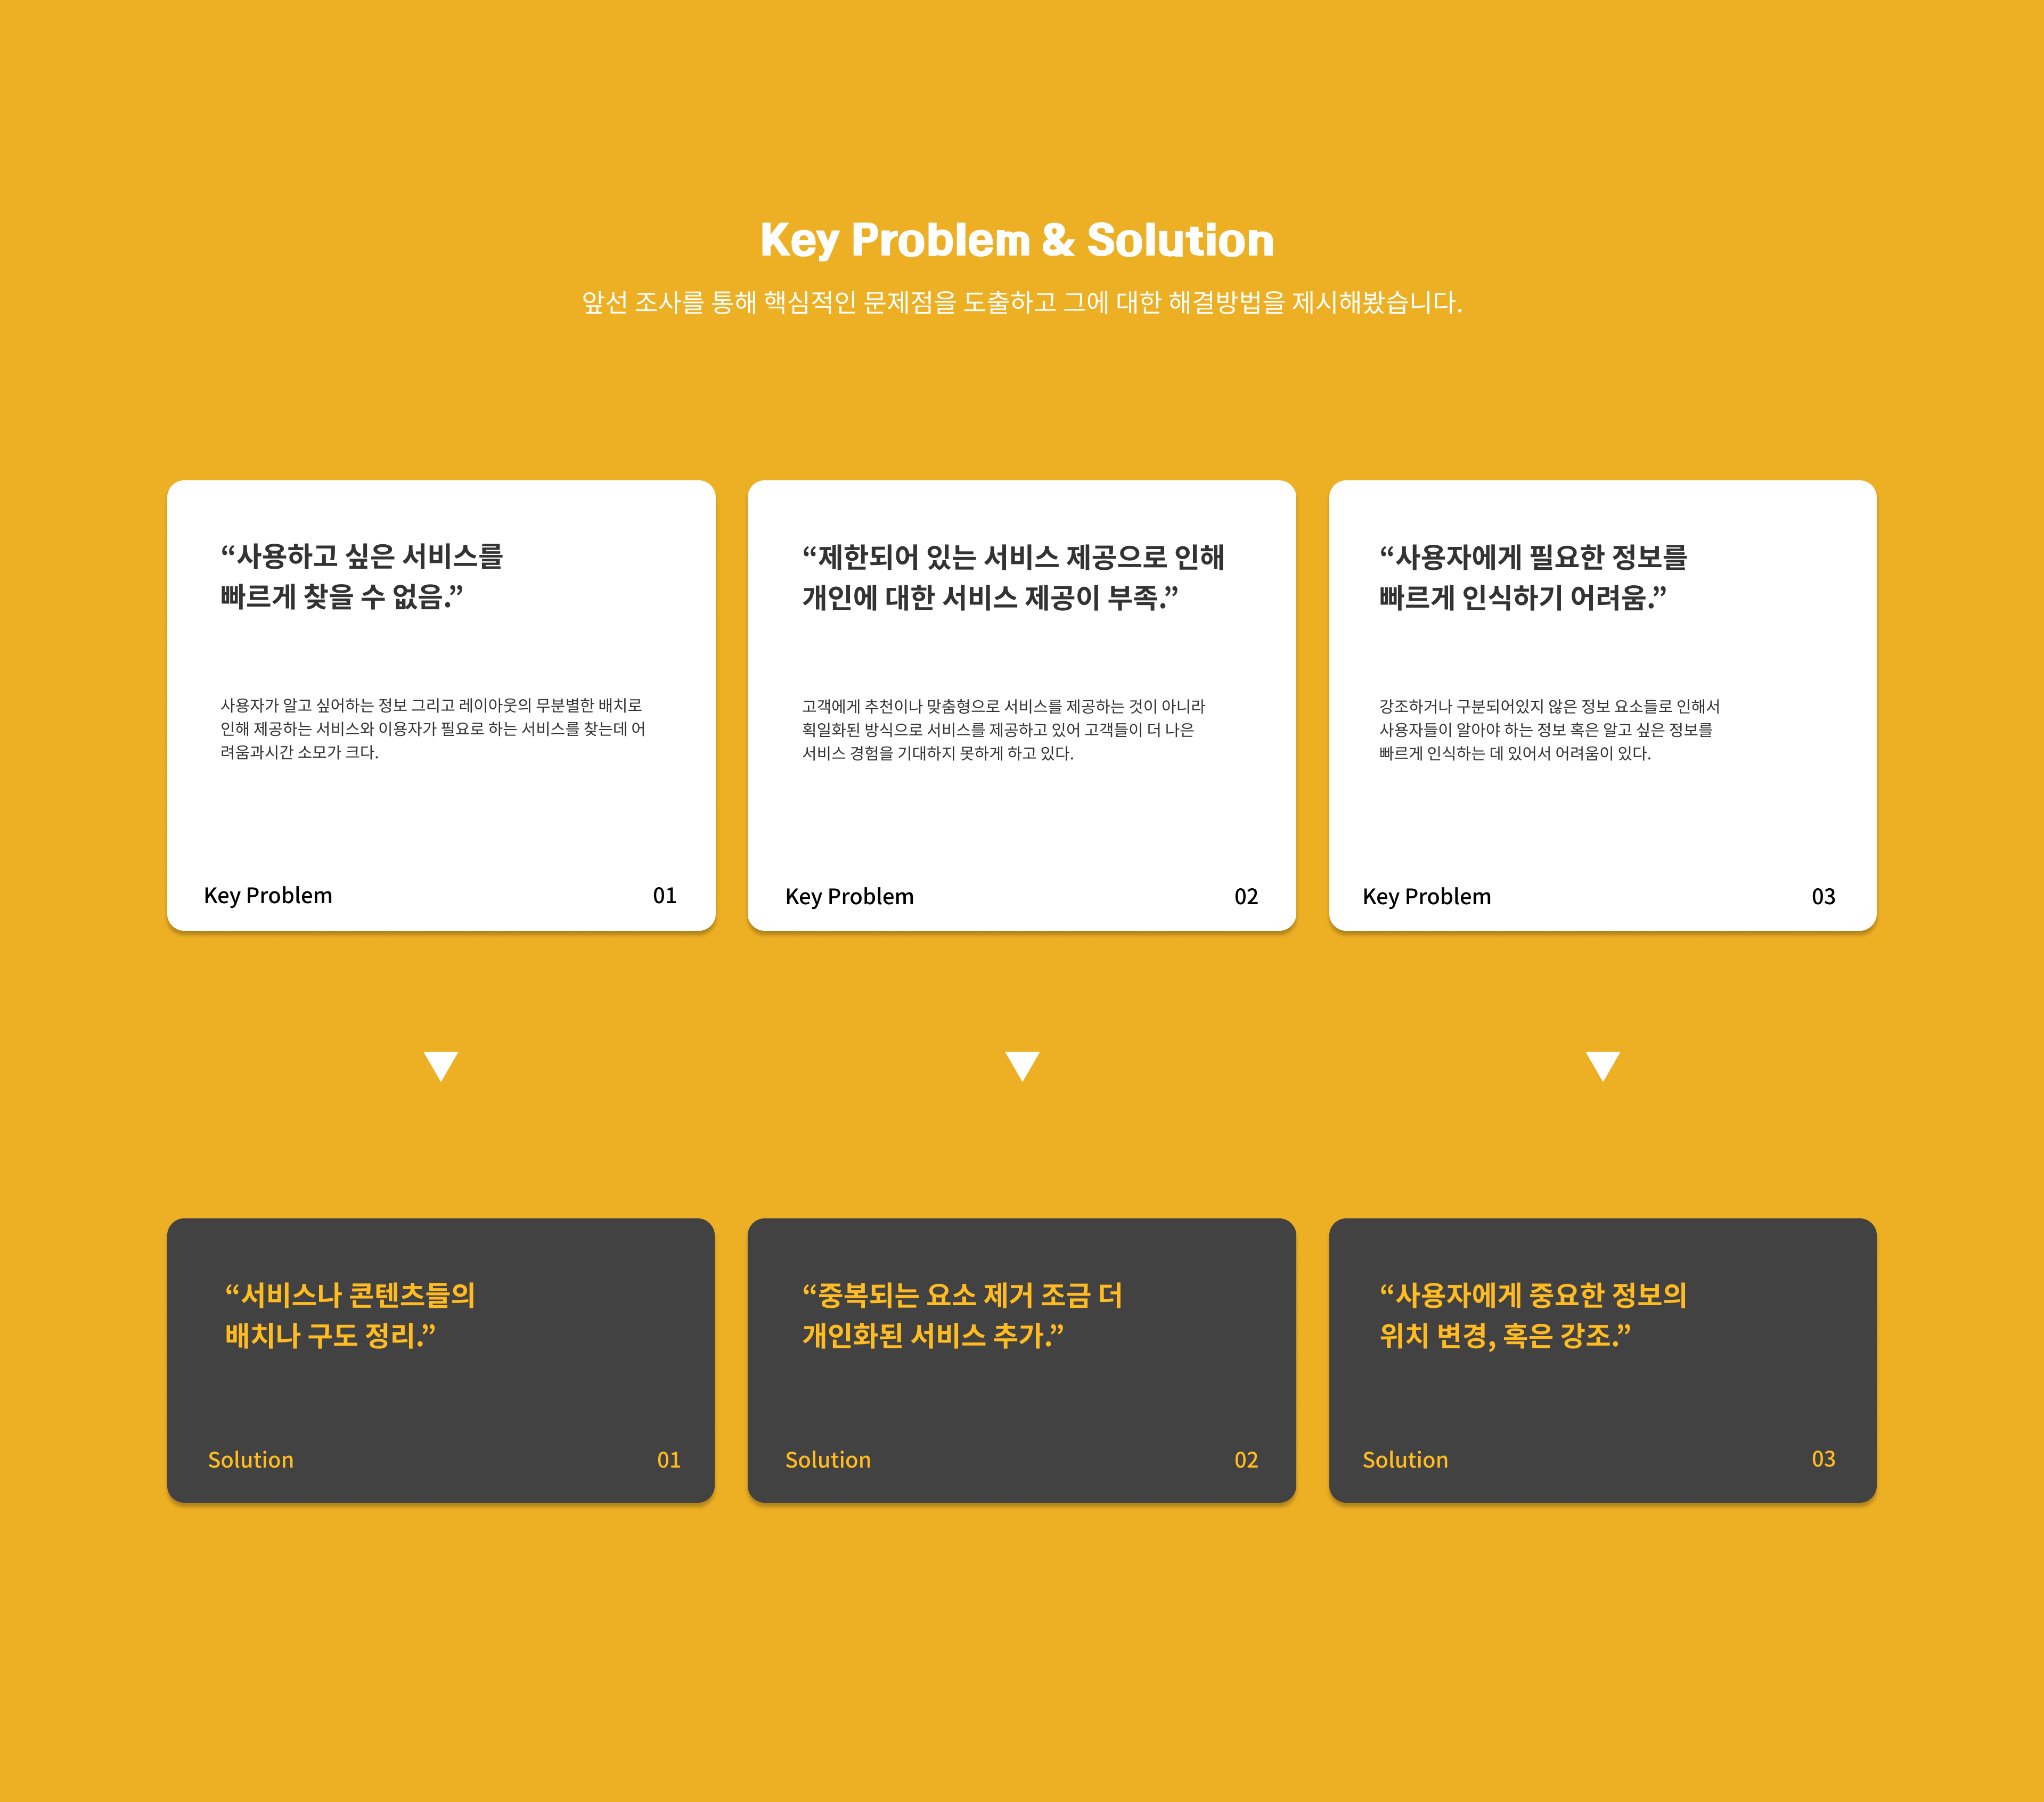 Key Problem & Solution
앞선 조사를 통해 핵심적인 문제점을 도출하고 그에 대한 해결방법을 제시해봤습니다.
“사용하고 싶은 서비스를
빠르게 찾을 수 없음.”
사용자가 알고 싶어하는 정보 그리고 레이아웃의 무분별한 배치로
인해 제공하는 서비스와 이용자가 필요로 하는 서비스를 찾는데 어
려움과시간 소모가 크다.
Key Problem 01
“제한되어 있는 서비스 제공으로 인해
개인에 대한 서비스 제공이 부족.”
고객에게 추천이나 맞춤형으로 서비스를 제공하는 것이 아니라
획일화된 방식으로 서비스를 제공하고 있어 고객들이 더 나은
서비스 경험을 기대하지 못하게 하고 있다.
Key Problem 02
“사용자에게 필요한 정보를
빠르게 인식하기 어려움.”
강조하거나 구분되어있지 않은 정보 요소들로 인해서
사용자들이 알아야 하는 정보 혹은 알고 싶은 정보를
빠르게 인식하는 데 있어서 어려움이 있다.
Key Problem 03
“서비스나 콘텐츠들의
배치나 구도 정리.”
Solution 01
“중복되는 요소 제거 조금 더
개인화된 서비스 추가.”
Solution 02
“사용자에게 중요한 정보의
위치 변경, 혹은 강조.”
Solution 03